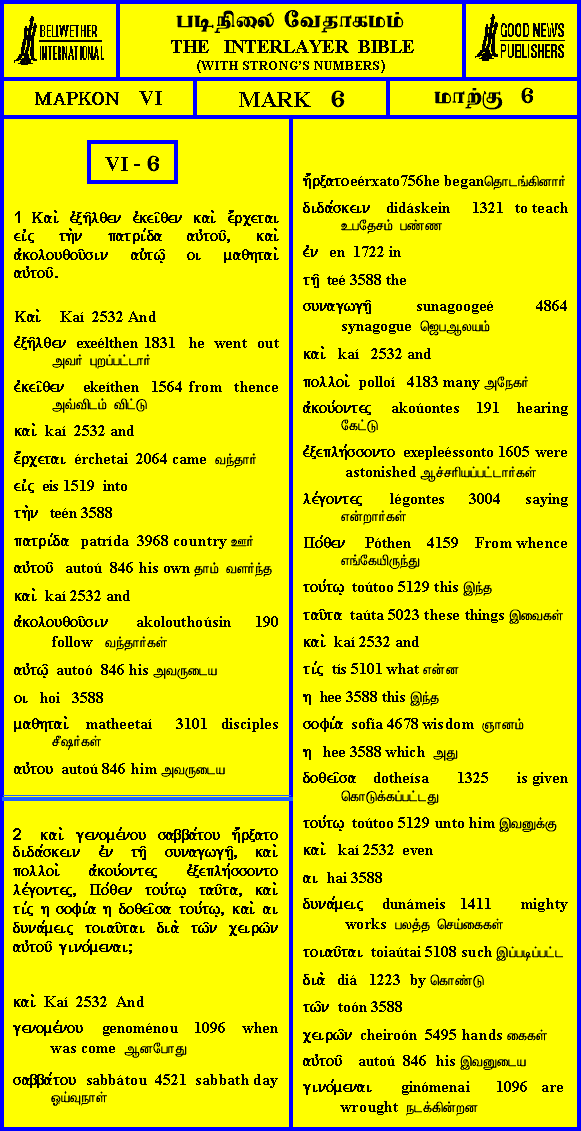 BELLWETHER
INTERNATIONAL
படிநிலை வேதாகமம்
THE INTERLAYER BIBLE
(WITH STRONG'S NUMBERS)
GOOD NEWS
PUBLISHERS
ΜΑΡΚΟΝ VI
MARK 6
மாற்கு 6
VI - 6
1 Καὶ ἐξῆλθεν ἐκεῖθεν καὶ ἔρχεται
εἰς τὴν πατρίδα αὐτοῦ, καὶ
ἀκολουθοῦσιν αὐτῷ οι μαθηταὶ
αὐτοῦ.
Καὶ Kaí 2532 And
ἐξῆλθεν exeélthen 1831 he went out
அவர் புறப்பட்டார்
ἐκεῖθεν ekeíthen 1564 from thence
அவ்விடம் விட்டு
καὶ kaí 2532 and
ἔρχεται érchetai 2064 came வந்தார்
εἰς eis 1519 into
τὴν teén 3588
πατρίδα patrída 3968 country ஊர்
αὐτοῦ autoú 846 his own தாம் வளர்ந்த
καὶ kaí 2532 and
ἀκολουθοῦσιν akolouthoúsin 190
follow வந்தார்கள்
αὐτῷ autoó 846 his அவருடைய
οι hoi 3588
μαθηταὶ matheetaí 3101 disciples
சீஷர்கள்
αὐτου autoú 846 him அவருடைய
2 καὶ γενομένου σαββάτου ἤρξατο
διδάσκειν ἐν τῇ συναγωγῇ, καὶ
πολλοὶ ἀκούοντες ἐξεπλήσσοντο
λέγοντες, Πόθεν τούτῳ ταῦτα, καὶ
τίς η σοφία η δοθεῖσα τούτῳ, καὶ αι
δυνάμεις τοιαῦται διὰ τῶν χειρῶν
αὐτοῦ γινόμεναι;
καὶ Kaí 2532 And
γενομένου genoménou 1096 when
was come ஆனபோது
σαββάτου sabbátou 4521 sabbath day
ஓய்வுநாள்
ἤρξατοeérxato756he beganதொடங்கினார்
διδάσκειν didáskein 1321 to teach
உபதேசம் பண்ண
ἐν en 1722 in
τῇ teé 3588 the
συναγωγῇ sunagoogeé 4864
synagogue ஜெபஆலயம்
καὶ kaí 2532 and
πολλοὶ polloí 4183 many அநேகர்
ἀκούοντες akoúontes 191 hearing
கேட்டு
ἐξεπλήσσοντο exepleéssonto 1605 were
astonished ஆச்சரியப்பட்டார்கள்
λέγοντες légontes 3004 saying
என்றார்கள்
Πόθεν Póthen 4159 From whence
எங்கேயிருந்து
τούτῳ toútoo 5129 this இந்த
ταῦτα taúta 5023 these things இவைகள்
καὶ kaí 2532 and
τίς tís 5101 what என்ன
η hee 3588 this இந்த
σοφία sofía 4678 wisdom ஞானம்
η hee 3588 which அது
δοθεῖσα dotheísa 1325 is given
கொடுக்கப்பட்டது
τούτῳ toútoo 5129 unto him இவனுக்கு
καὶ kaí 2532 even
αι hai 3588
δυνάμεις dunámeis 1411 mighty
works பலத்த செய்கைகள்
τοιαῦται toiaútai 5108 such இப்படிப்பட்ட
διὰ diá 1223 by கொண்டு
τῶν toón 3588
χειρῶν cheiroón 5495 hands கைகள்
αὐτοῦ autoú 846 his இவனுடைய
γινόμεναι ginómenai 1096 are
wrought நடக்கின்றன